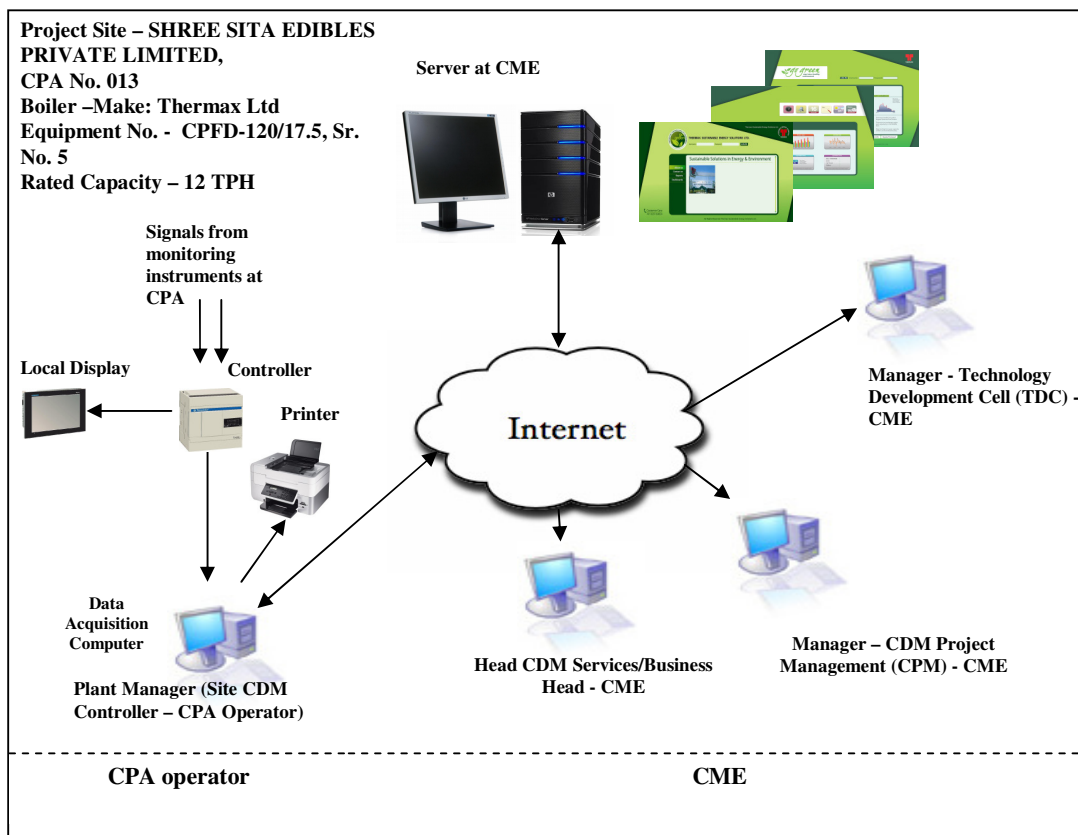 Project Site – SHREE SITA EDIBLES
PRIVATE LIMITED,
CPA No. 013
Boiler –Make: Thermax Ltd
Equipment No. - CPFD-120/17.5, Sr.
No. 5
Rated Capacity – 12 TPH
Server at CME
Sustainable Solutions in Energy & Environment
Signals from
monitoring
instruments at
CPA
Local Display
Controller
Printer
Internet
Manager - Technology
Development Cell (TDC) -
CME
Data
Acquisition
Computer
Plant Manager (Site CDM
Controller – CPA Operator)
Head CDM Services/Business
Head - CME
Manager – CDM Project
Management (CPM) - CME
CPA operator
CME